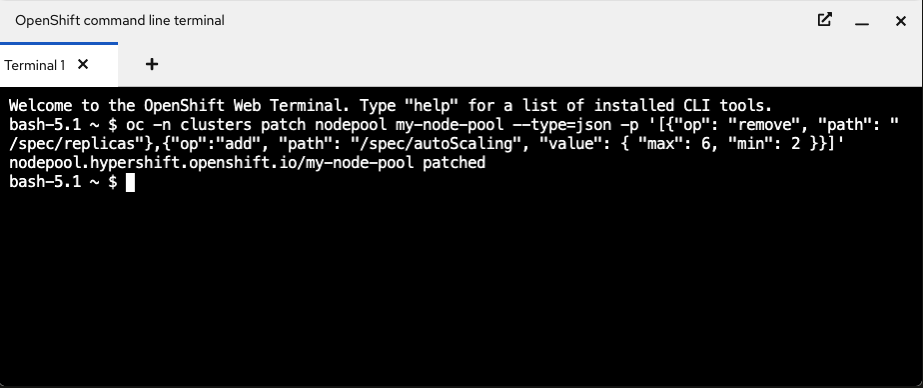 OpenShift command line terminal
Terminal 1
Welcome to the OpenShift Web Terminal. Type "help" for a list of installed CLI tools.
bash-5.1 ~ $ oc -n clusters patch nodepool my-node-pool --type=json -p '[{"op": "remove", "path": "
/spec/replicas"},{"op":"add", "path": "/spec/autoScaling", "value": { "max": 6, "min": 2 }}]'
nodepool.hypershift.openshift.io/my-node-pool patched
bash-5.1 ~ $